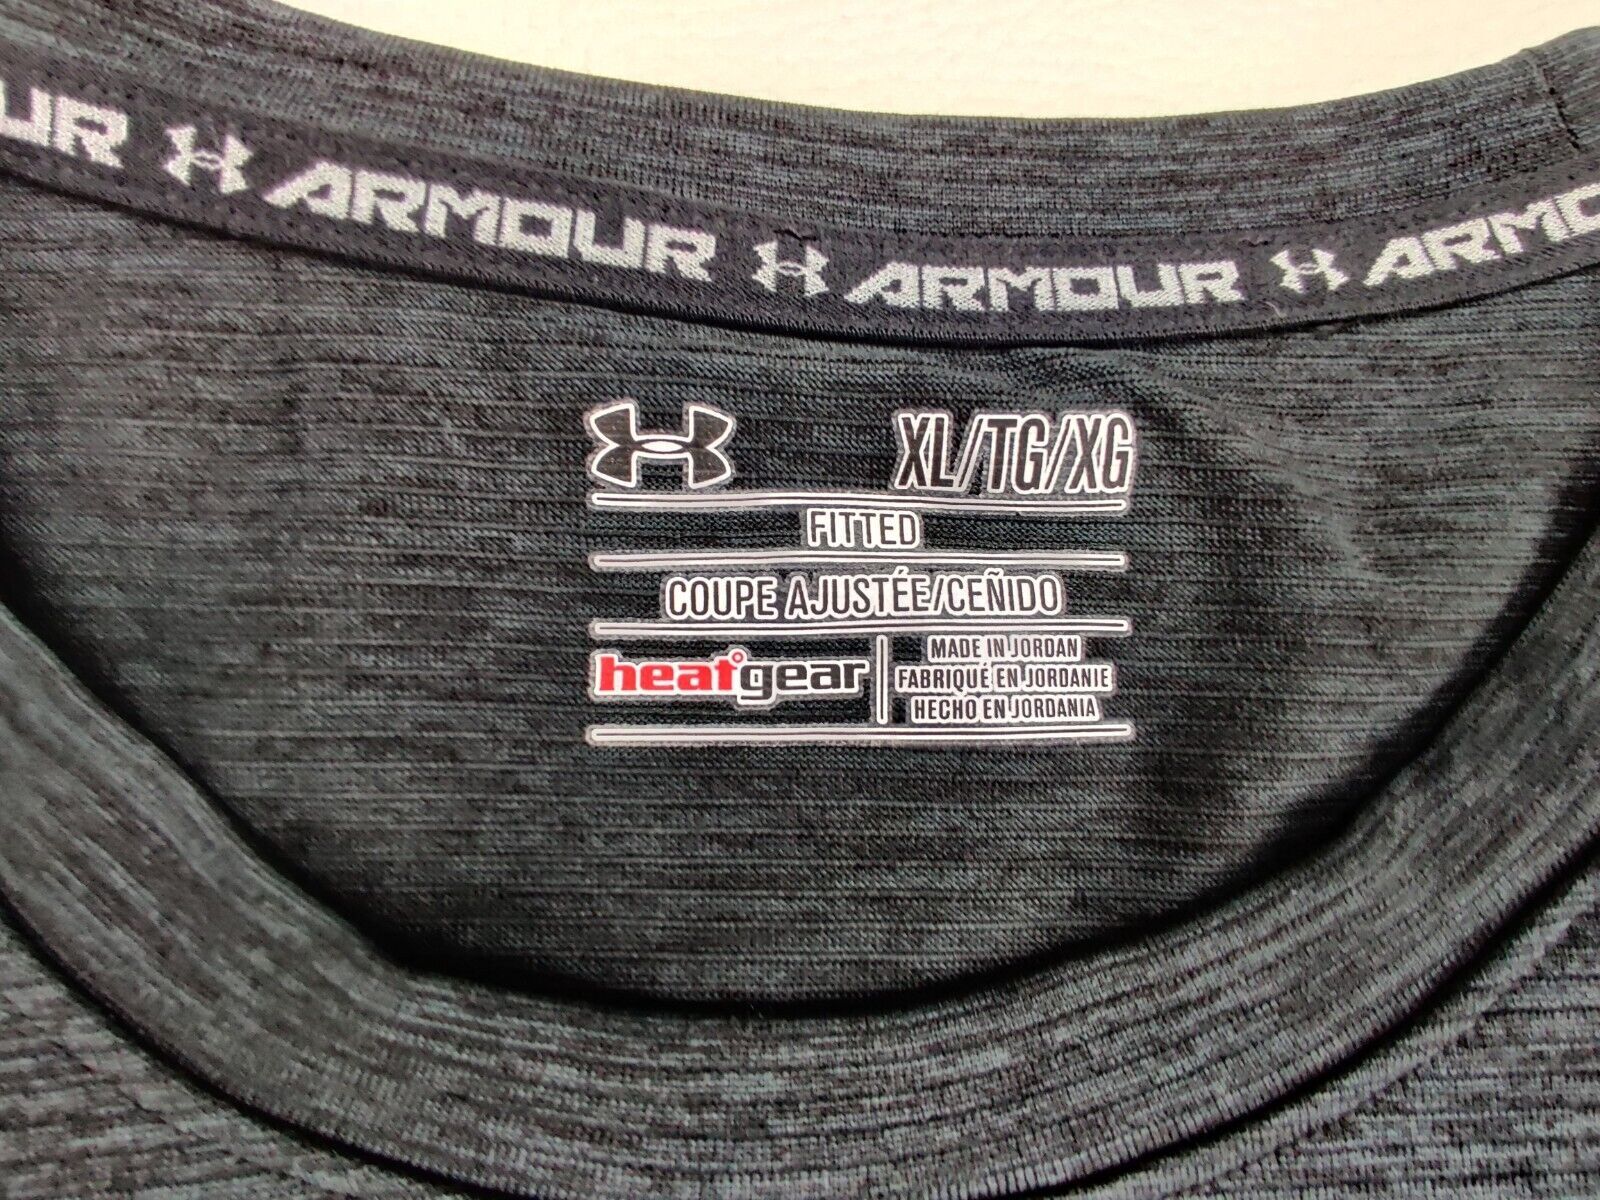 UR ARMOUR ARMOUR ARMO
XL/TG/XG
FITTED
COUPE AJUSTÉE/CEÑIDO
heatgear
MADE IN JORDAN
FABRIQUÉ EN JORDANIE
HECHO EN JORDANIA